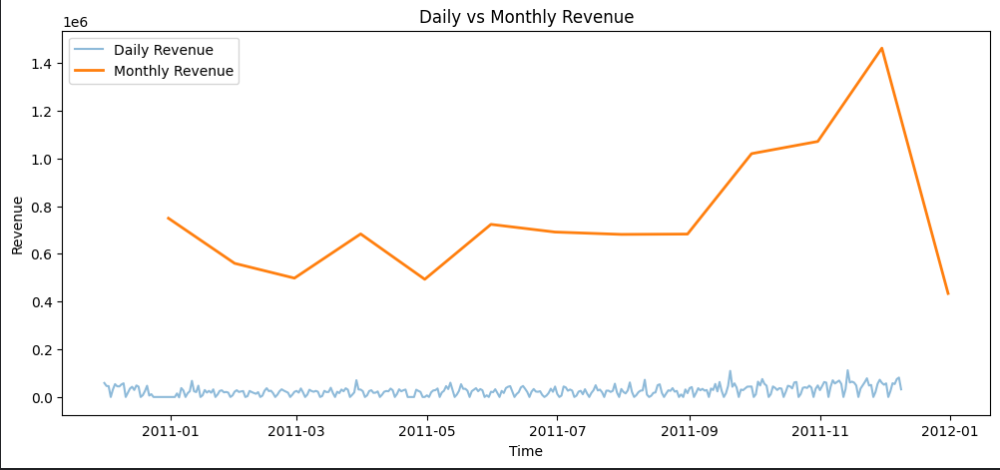 Daily vs Monthly Revenue
1e6
Daily Revenue
Monthly Revenue
1.4
1.2
1.0
0.8
0.6
0.4
0.2
0.0
Revenue
2011-01 2011-03 2011-05 2011-07 2011-09 2011-11 2012-01
Time